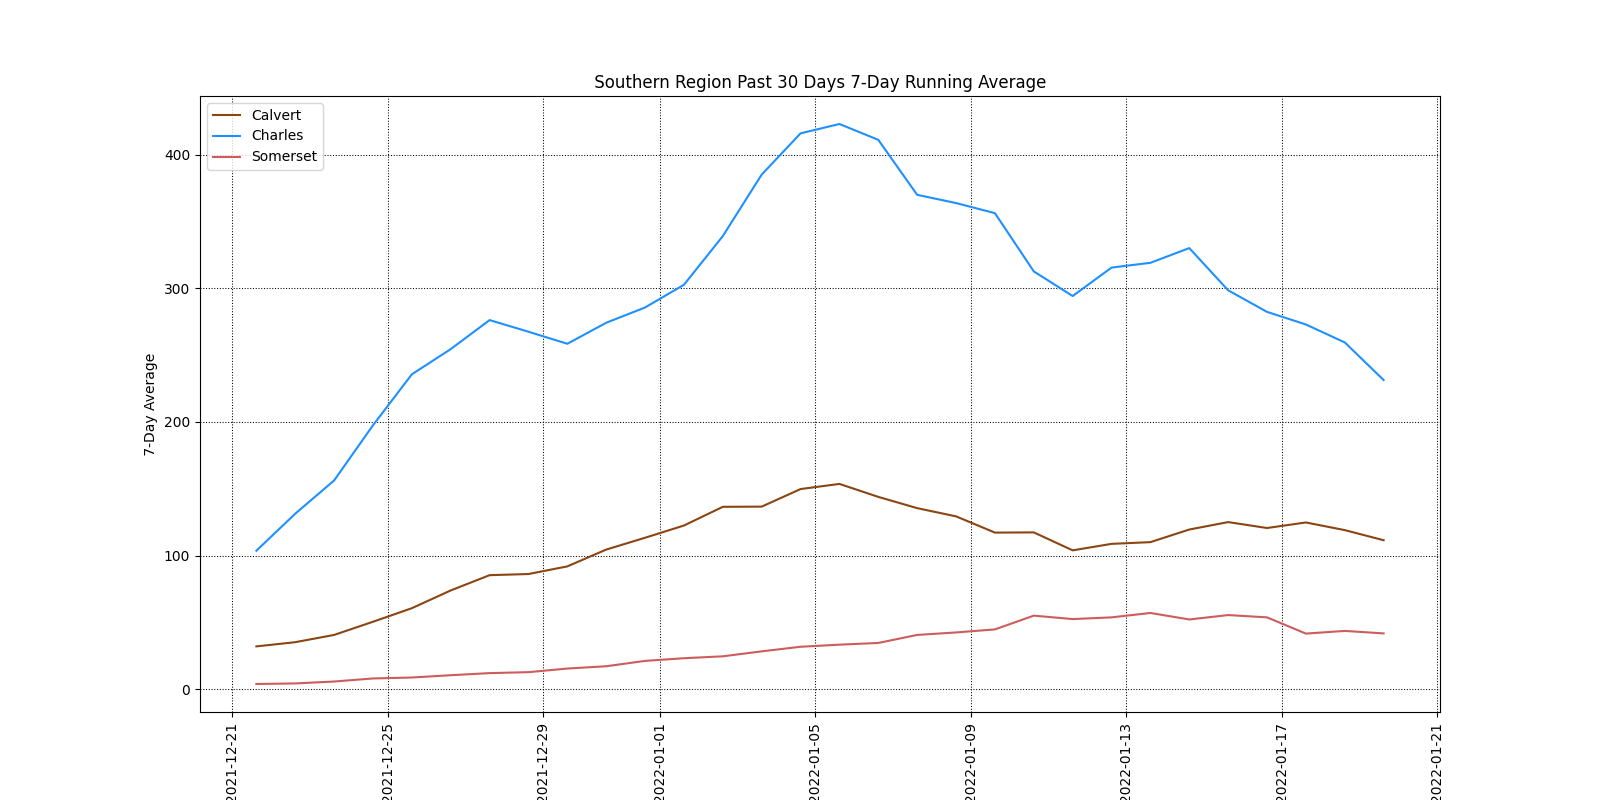 Southern Region Past 30 Days 7-Day Running Average
Calvert
Charles
Somerset
400
300
200
100
0
7-Day Average
2021-12-21
2021-12-25
2021-12-29
2022-01-01
2022-01-05
2022-01-09
2022-01-13
2022-01-17
2022-01-21